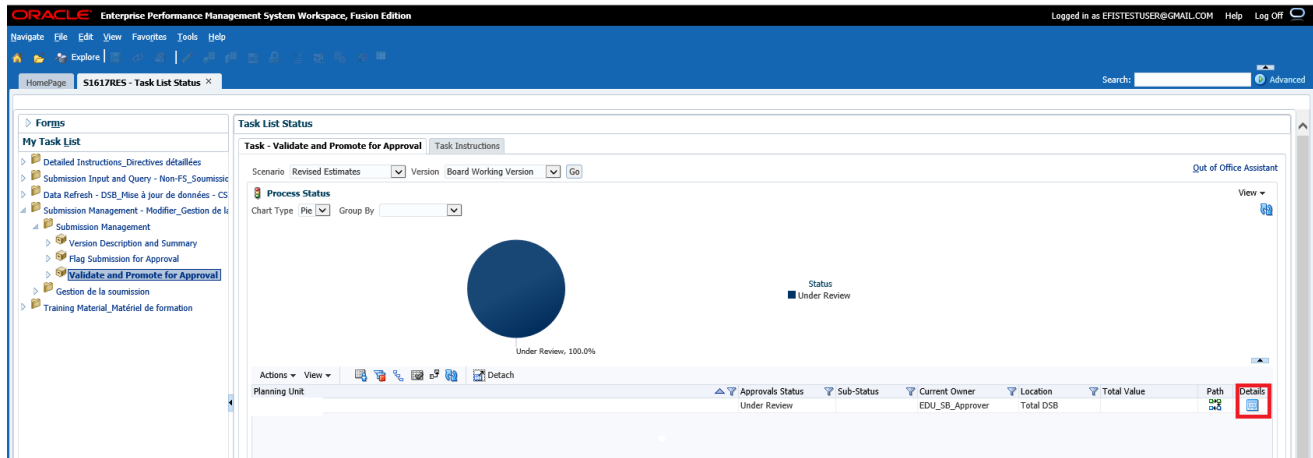 ORACLE Enterprise Performance Management System Workspace, Fusion Edition
Logged in as EFISTESTUSER@GMAIL.COM Help Log Off
Navigate File Edit View Favorites Tools Help
Explore
HomePage S1617RES - Task List Status ×
Search: Advanced
Forms
My Task List
Detailed Instructions_Directives détaillées
Submission Input and Query - Non-FS_Soumissic
Data Refresh - DSB_Mise à jour de données - CS
Submission Management - Modifier_Gestion de la
Submission Management
Version Description and Summary
Flag Submission for Approval
Validate and Promote for Approval
Gestion de la soumission
Training Material_Matériel de formation
Task List Status
Task - Validate and Promote for Approval Task Instructions
Out of Office Assistant
Scenario Revised Estimates Version Board Working Version Go
Process Status
View
Chart Type Pie Group By
Status
Under Review
Under Review, 100.0%
Actions View Detach
Planning Unit Approvals Status Sub-Status Current Owner Location Total Value Path Details
Under Review EDU_SB_Approver Total DSB